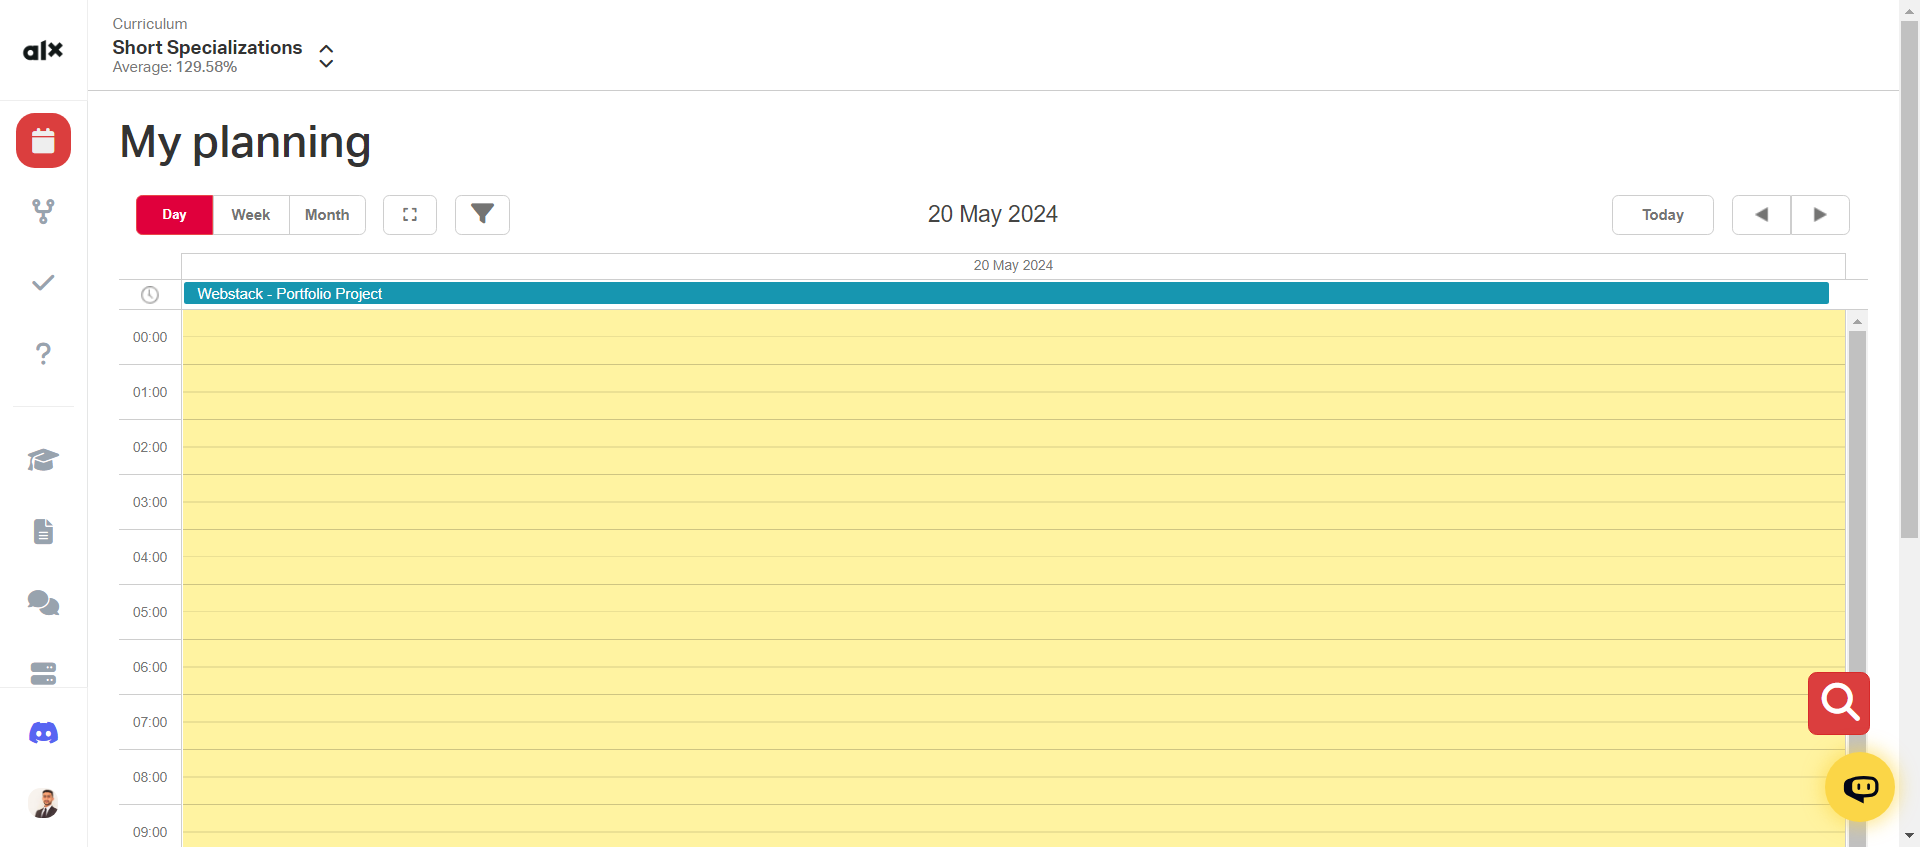 alx
Curriculum
Short Specializations
Average: 129.58%
My planning
Day
Week
Month
20 May 2024
Today
20 May 2024
Webstack - Portfolio Project
00:00
01:00
02:00
03:00
04:00
05:00
06:00
07:00
08:00
09:00